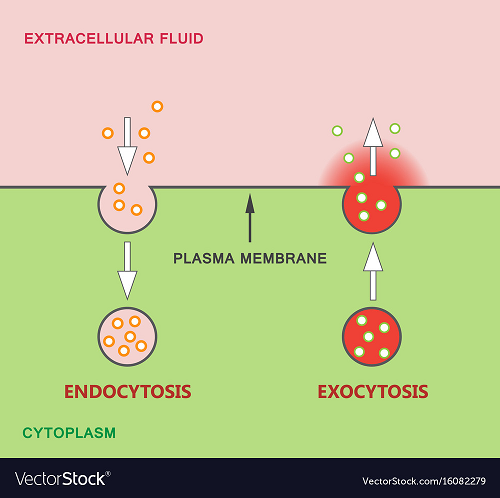 EXTRACELLULAR FLUID
PLASMA MEMBRANE
ENDOCYTOSIS
EXOCYTOSIS
CYTOPLASM
VectorStock®
VectorStock.com/16082279